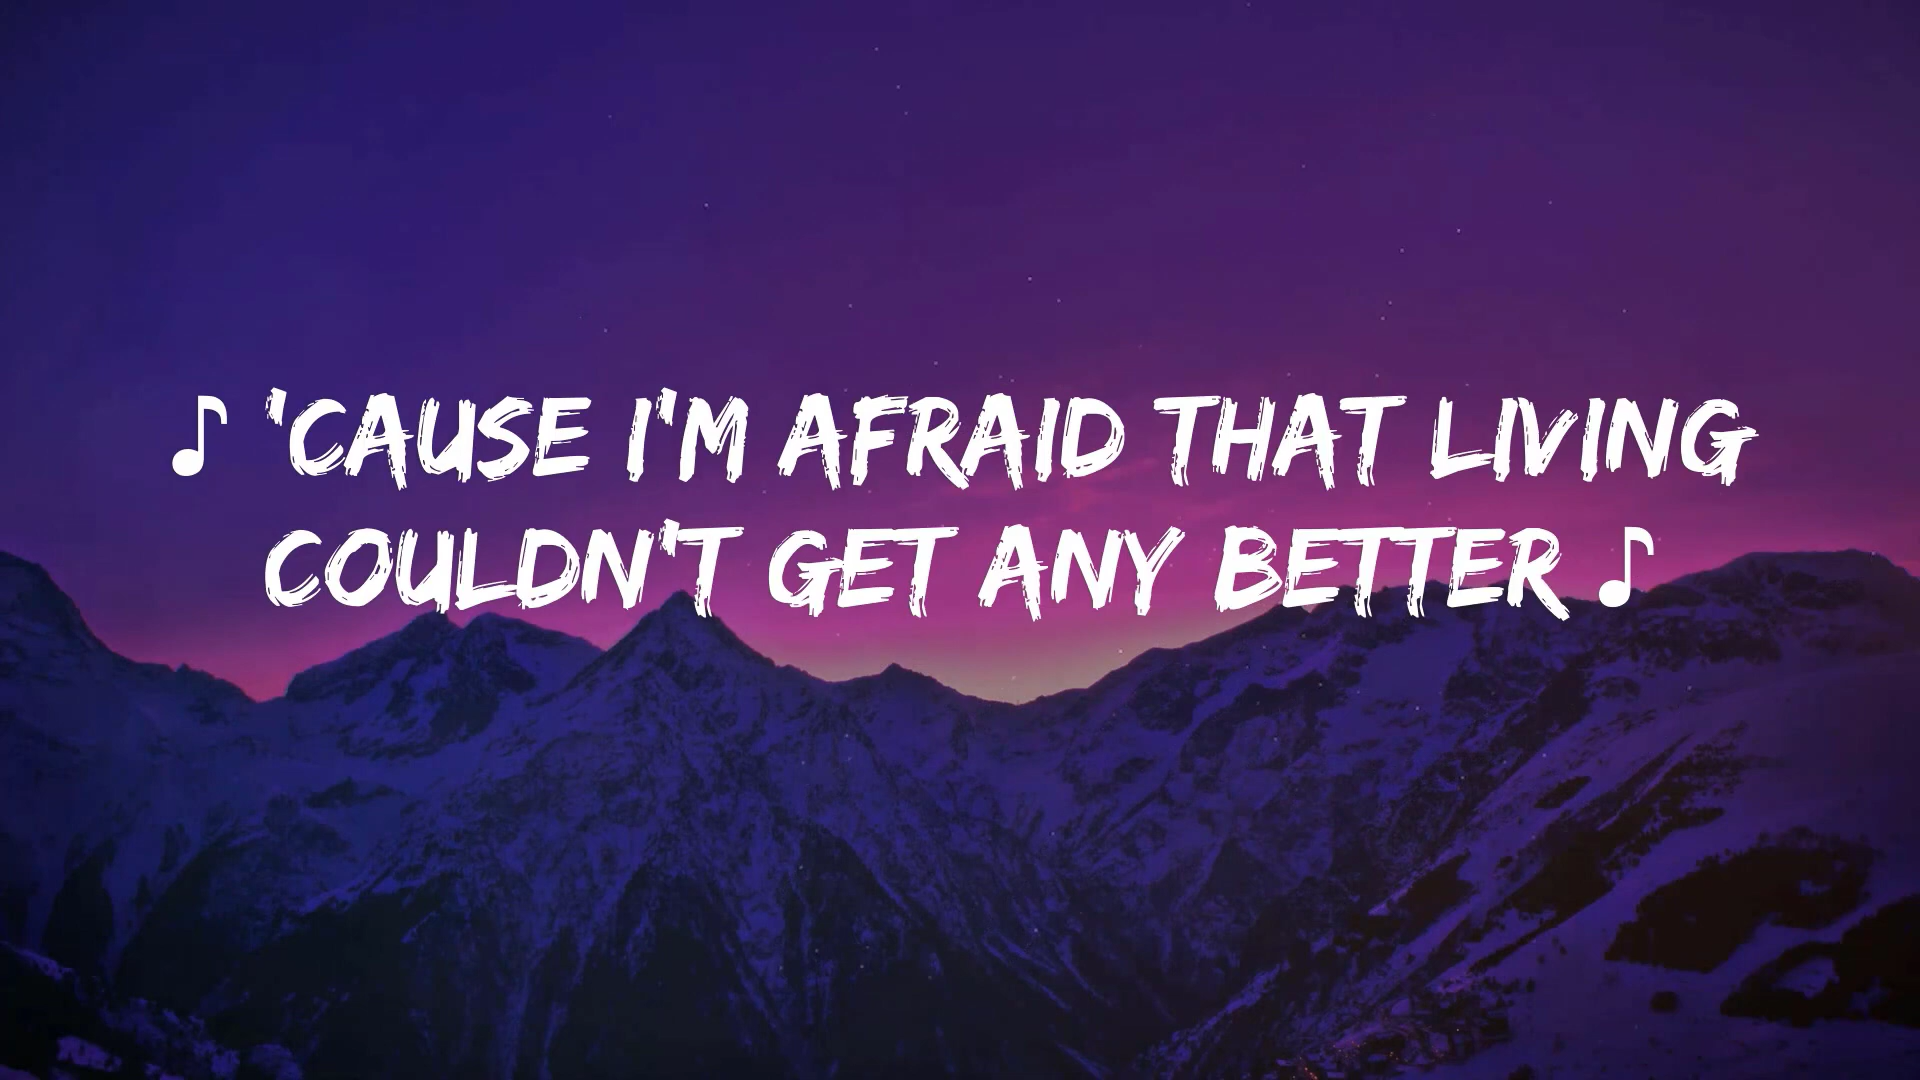 ♪ 'CAUSE I'M AFRAID THAT LIVING
COULDN'T GET ANY BETTER ♪